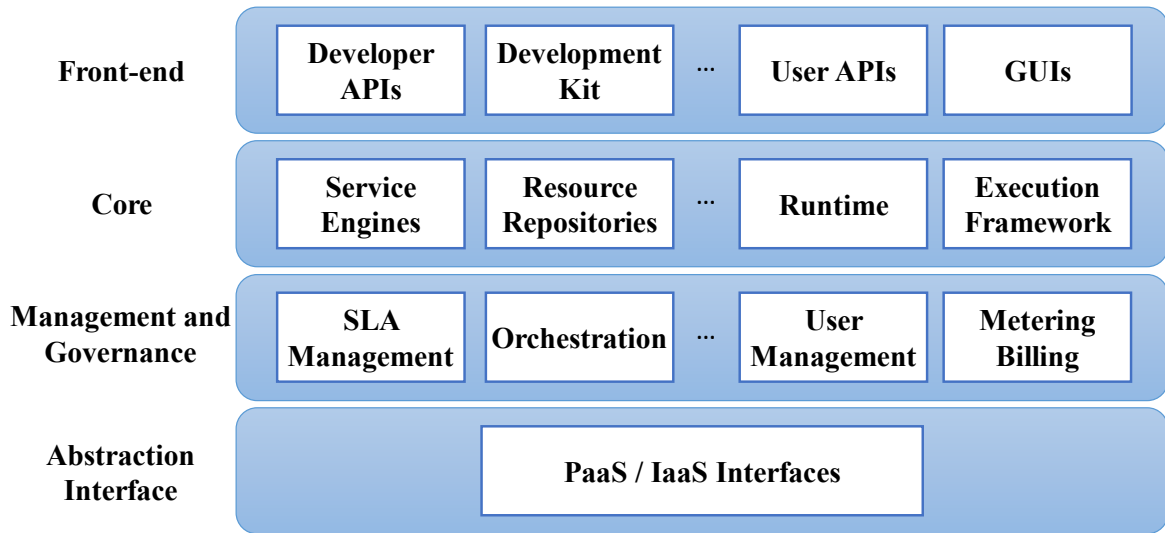 Front-end
Developer
APIs
Development
Kit
...
User APIs
GUIs
Core
Service
Engines
Resource
Repositories
...
Runtime
Execution
Framework
Management and
Governance
SLA
Management
Orchestration
...
User
Management
Metering
Billing
Abstraction
Interface
PaaS / IaaS Interfaces